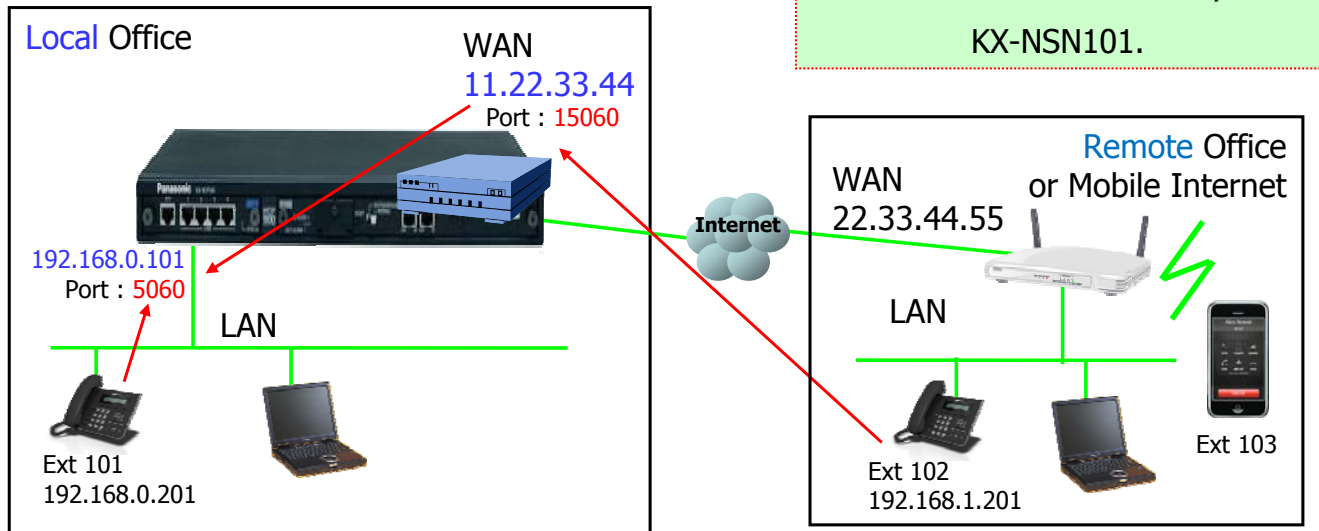 KX-NSN101.
Local Office
WAN
11.22.33.44
Port : 15060
Panasonic
192.168.0.101
Port : 5060
LAN
Ext 101
192.168.0.201
Internet
Remote Office
or Mobile Internet
WAN
22.33.44.55
LAN
Ext 102
192.168.1.201
Ext 103